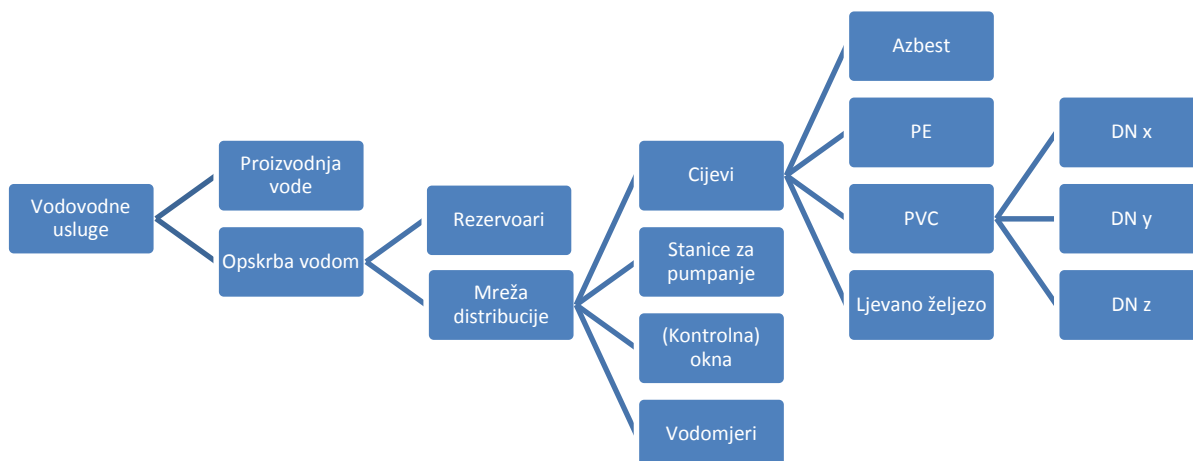 Vodovodne
usluge
Proizvodnja
vode
Opskrba vodom
Rezervoari
Mreža
distribucije
Cijevi
Stanice za
pumpanje
(Kontrolna)
okna
Vodomjeri
Azbest
PE
PVC
Ljevano željezo
DN x
DN y
DN z